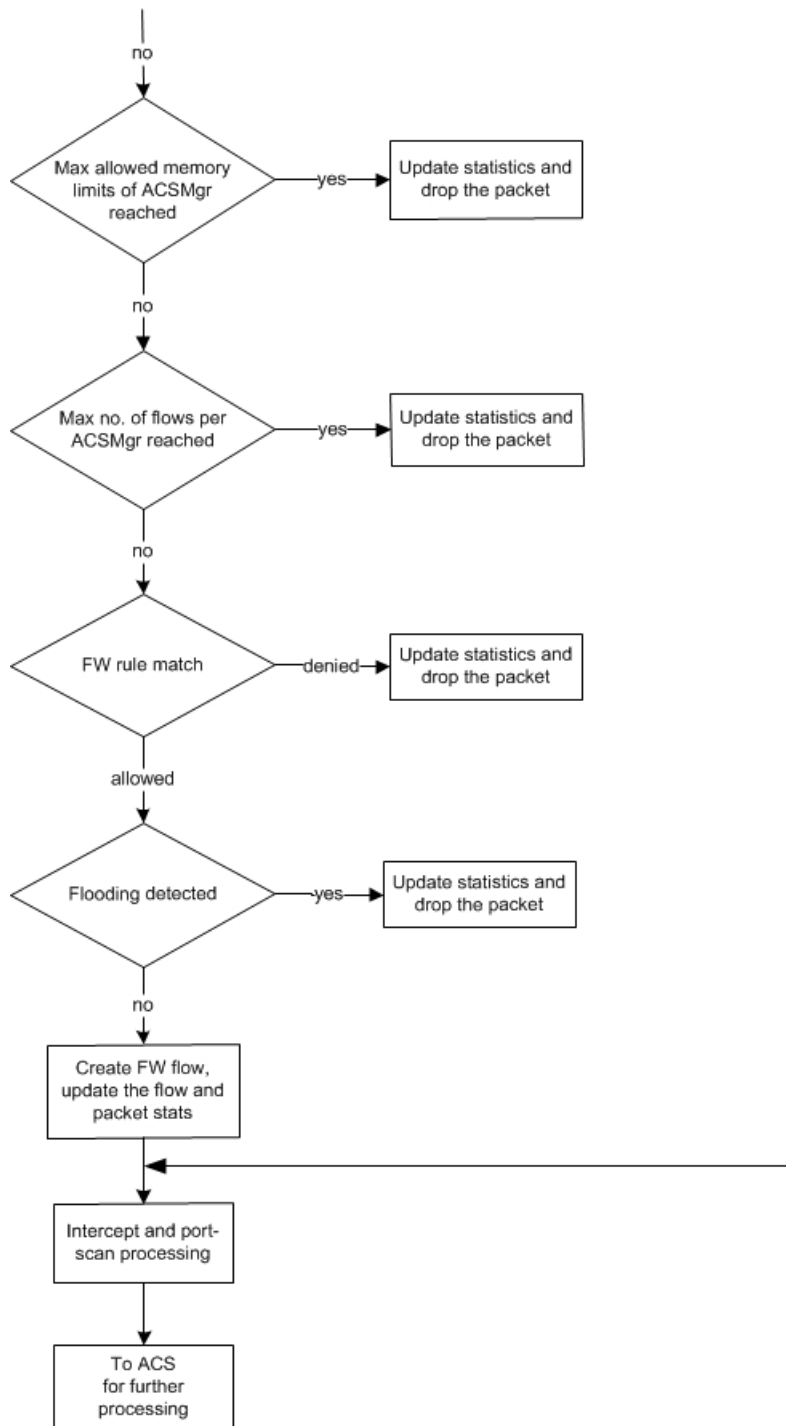 no
Max allowed memory
limits of ACSMgr
reached
yes
Update statistics and
drop the packet
no
Max no. of flows per
ACSMgr reached
yes
Update statistics and
drop the packet
no
FW rule match
denied
Update statistics and
drop the packet
allowed
Flooding detected
yes
Update statistics and
drop the packet
no
Create FW flow,
update the flow and
packet stats
Intercept and port-
scan processing
To ACS
for further
processing